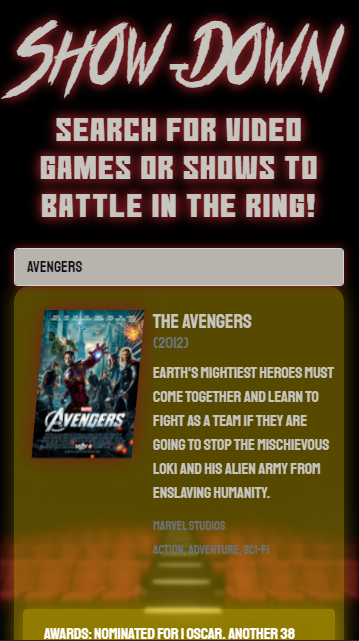 SHOW-DOWN
SEARCH FOR VIDEO
GAMES OR SHOWS TO
BATTLE IN THE RING!
AVENGERS
THE AVENGERS
(2012)
EARTH'S MIGHTIEST HEROES MUST
COME TOGETHER AND LEARN TO
FIGHT AS A TEAM IF THEY ARE
GOING TO STOP THE MISCHIEVOUS
LOKI AND HIS ALIEN ARMY FROM
ENSLAVING HUMANITY.
MARVEL
AVENGERS
MARVEL STUDIOS
ACTION, ADVENTURE, SCI-FI
AWARDS: NOMINATED FOR 1 OSCAR. ANOTHER 38